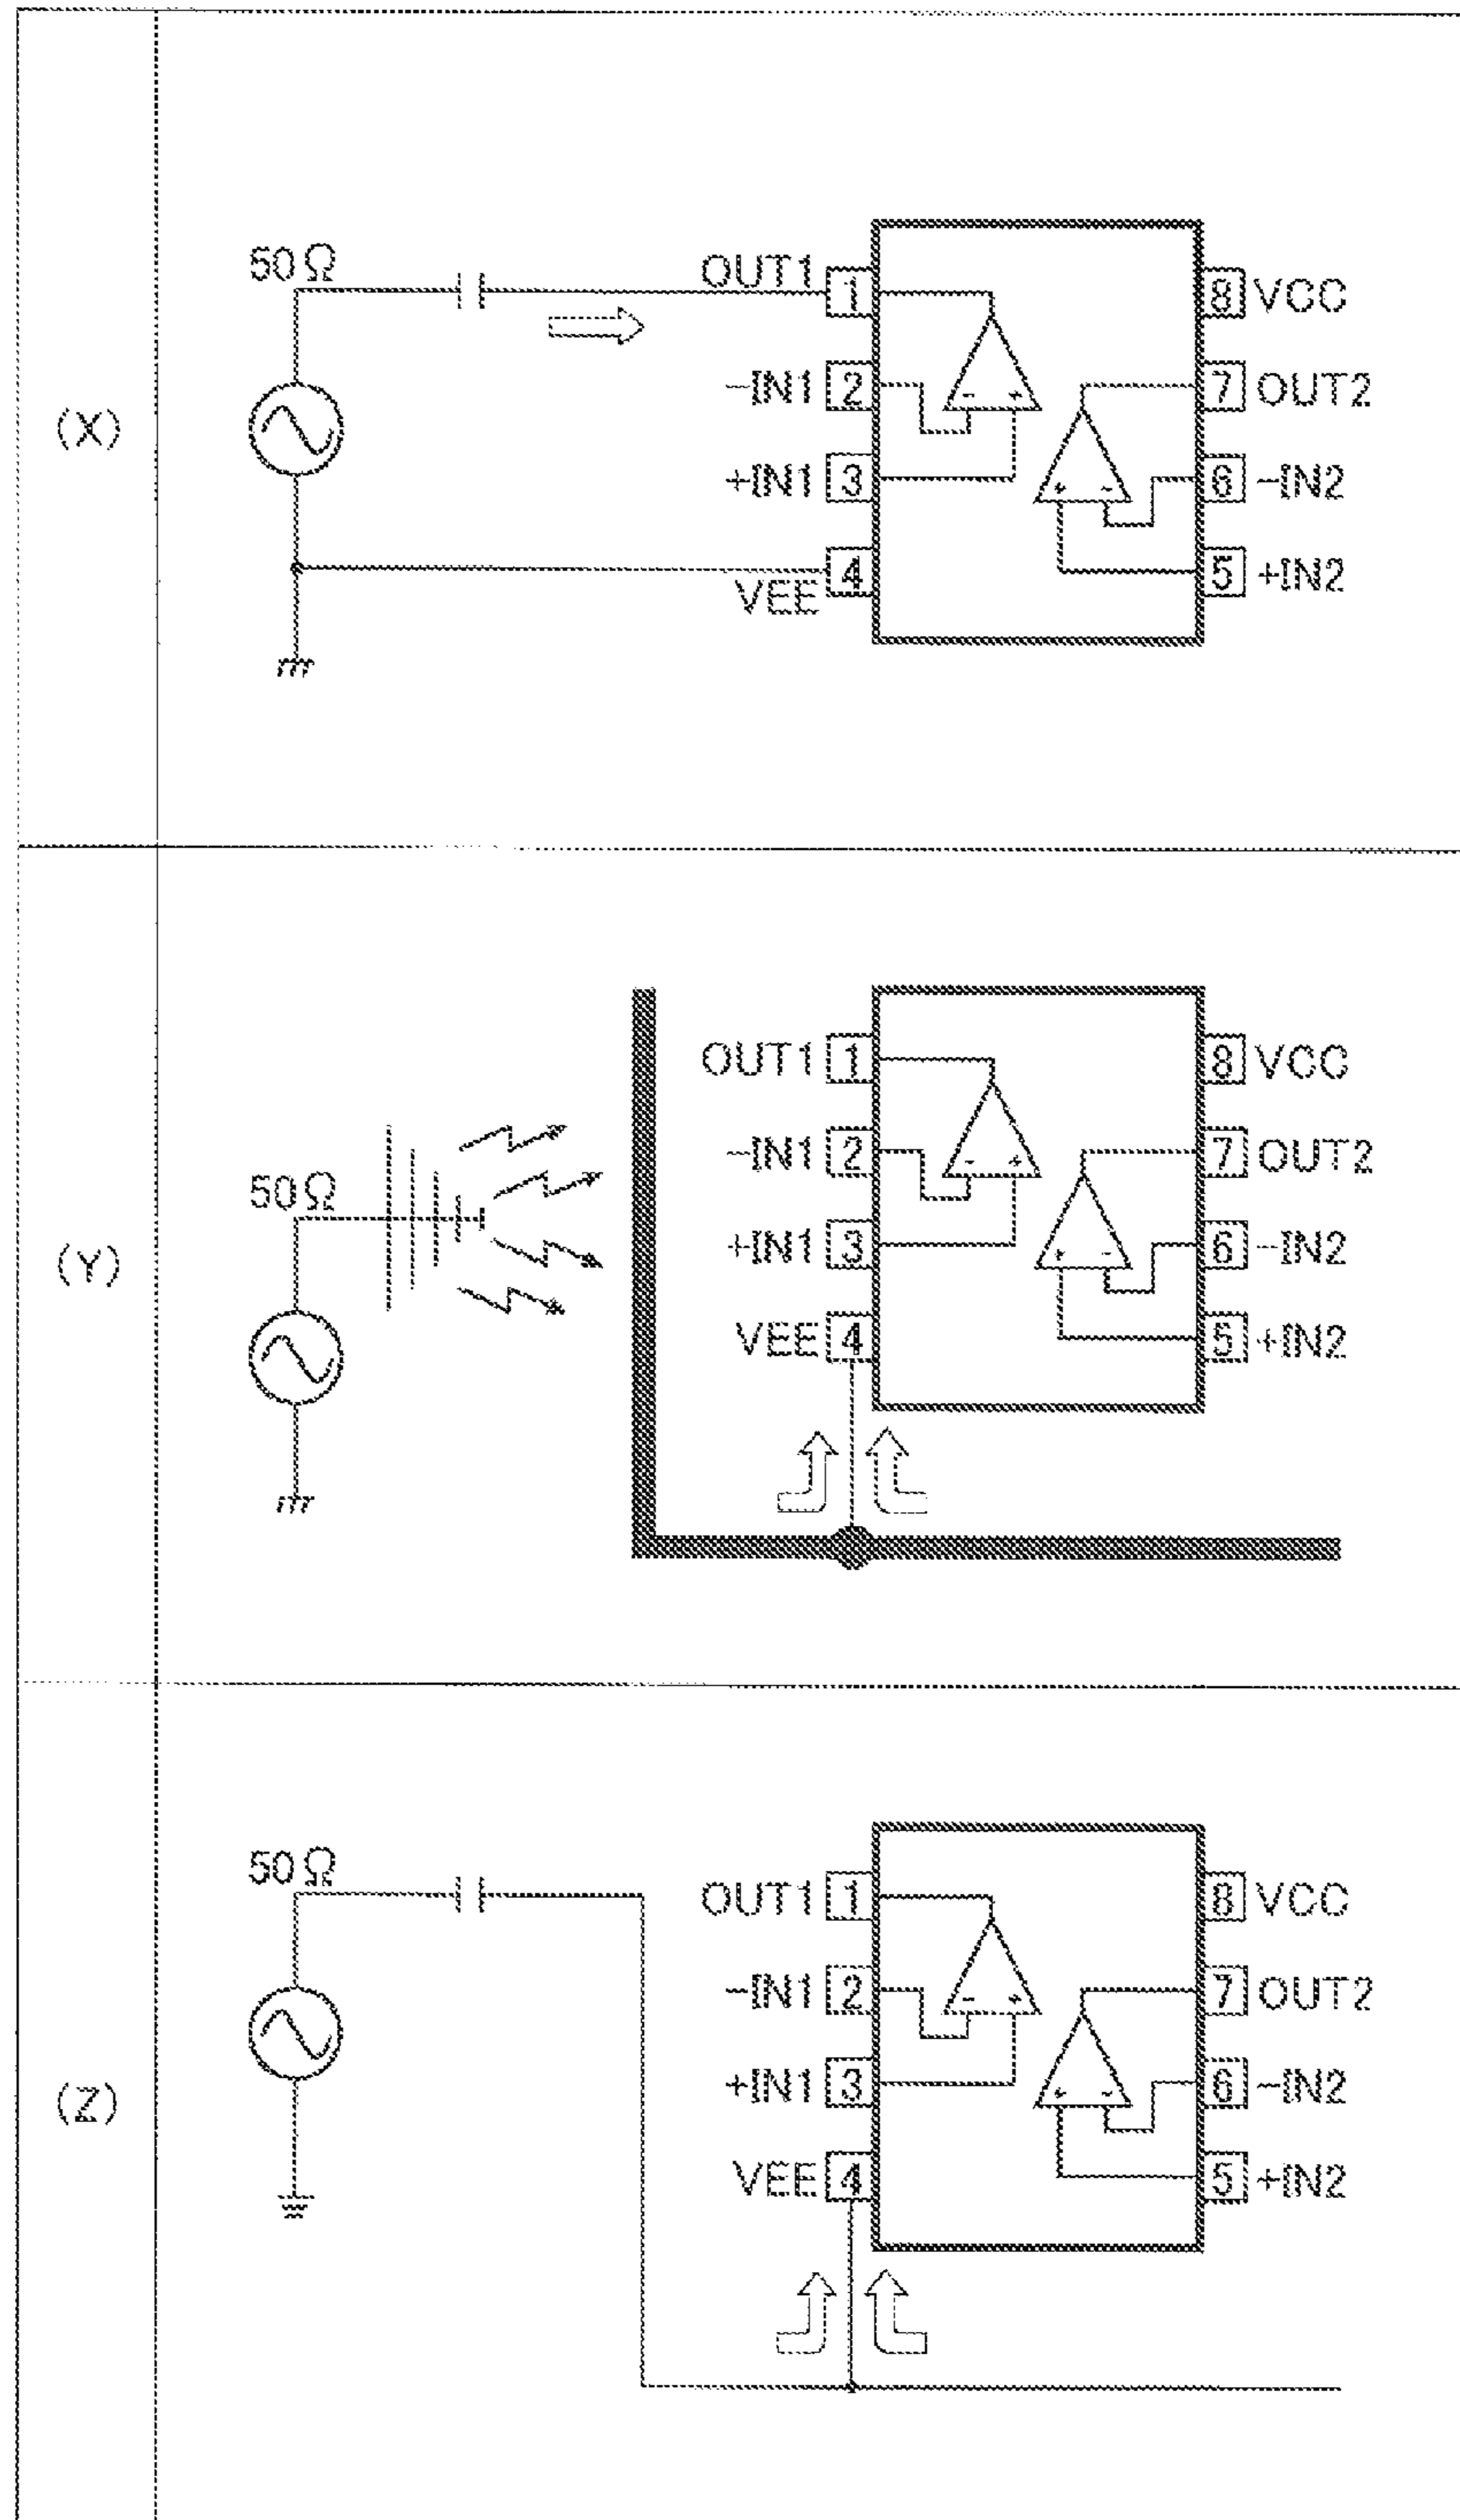 (X)
50Ω
OUT1 1
-IN1 2
+IN1 3
VEE 4
8 VCC
7 OUT2
6 -IN2
5 +IN2
- +
+ -
(Y)
50Ω
OUT1 1
-IN1 2
+IN1 3
VEE 4
8 VCC
7 OUT2
6 -IN2
5 +IN2
- +
+ -
(Z)
50Ω
OUT1 1
-IN1 2
+IN1 3
VEE 4
8 VCC
7 OUT2
6 -IN2
5 +IN2
- +
+ -